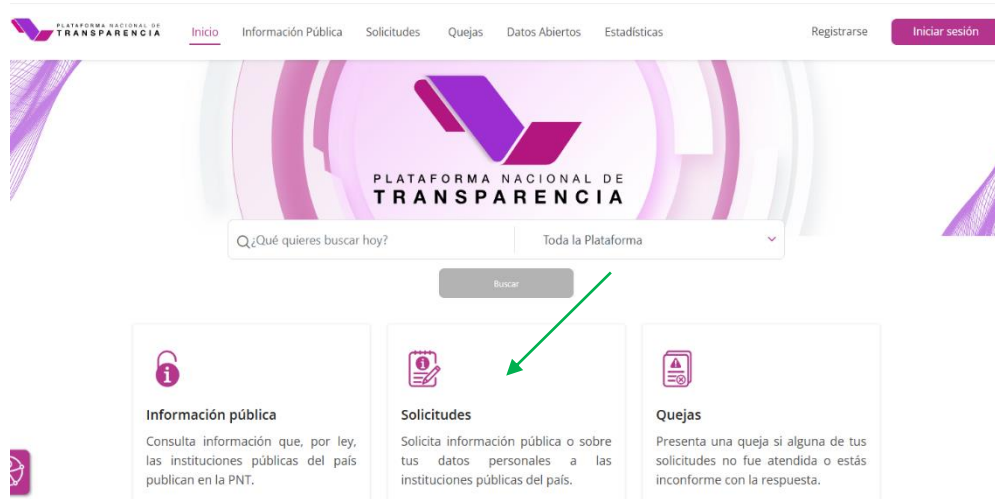 PLATAFORMA NACIONAL DE
TRANSPARENCIA
Inicio Información Pública Solicitudes Quejas Datos Abiertos Estadísticas Registrarse Iniciar sesión
PLATAFORMA NACIONAL DE
TRANSPARENCIA
¿Qué quieres buscar hoy? Toda la Plataforma
Buscar
Información pública
Consulta información que, por ley,
las instituciones públicas del país
publican en la PNT.
Solicitudes
Solicita información pública o sobre
tus datos personales a las
instituciones públicas del país.
Quejas
Presenta una queja si alguna de tus
solicitudes no fue atendida o estás
inconforme con la respuesta.